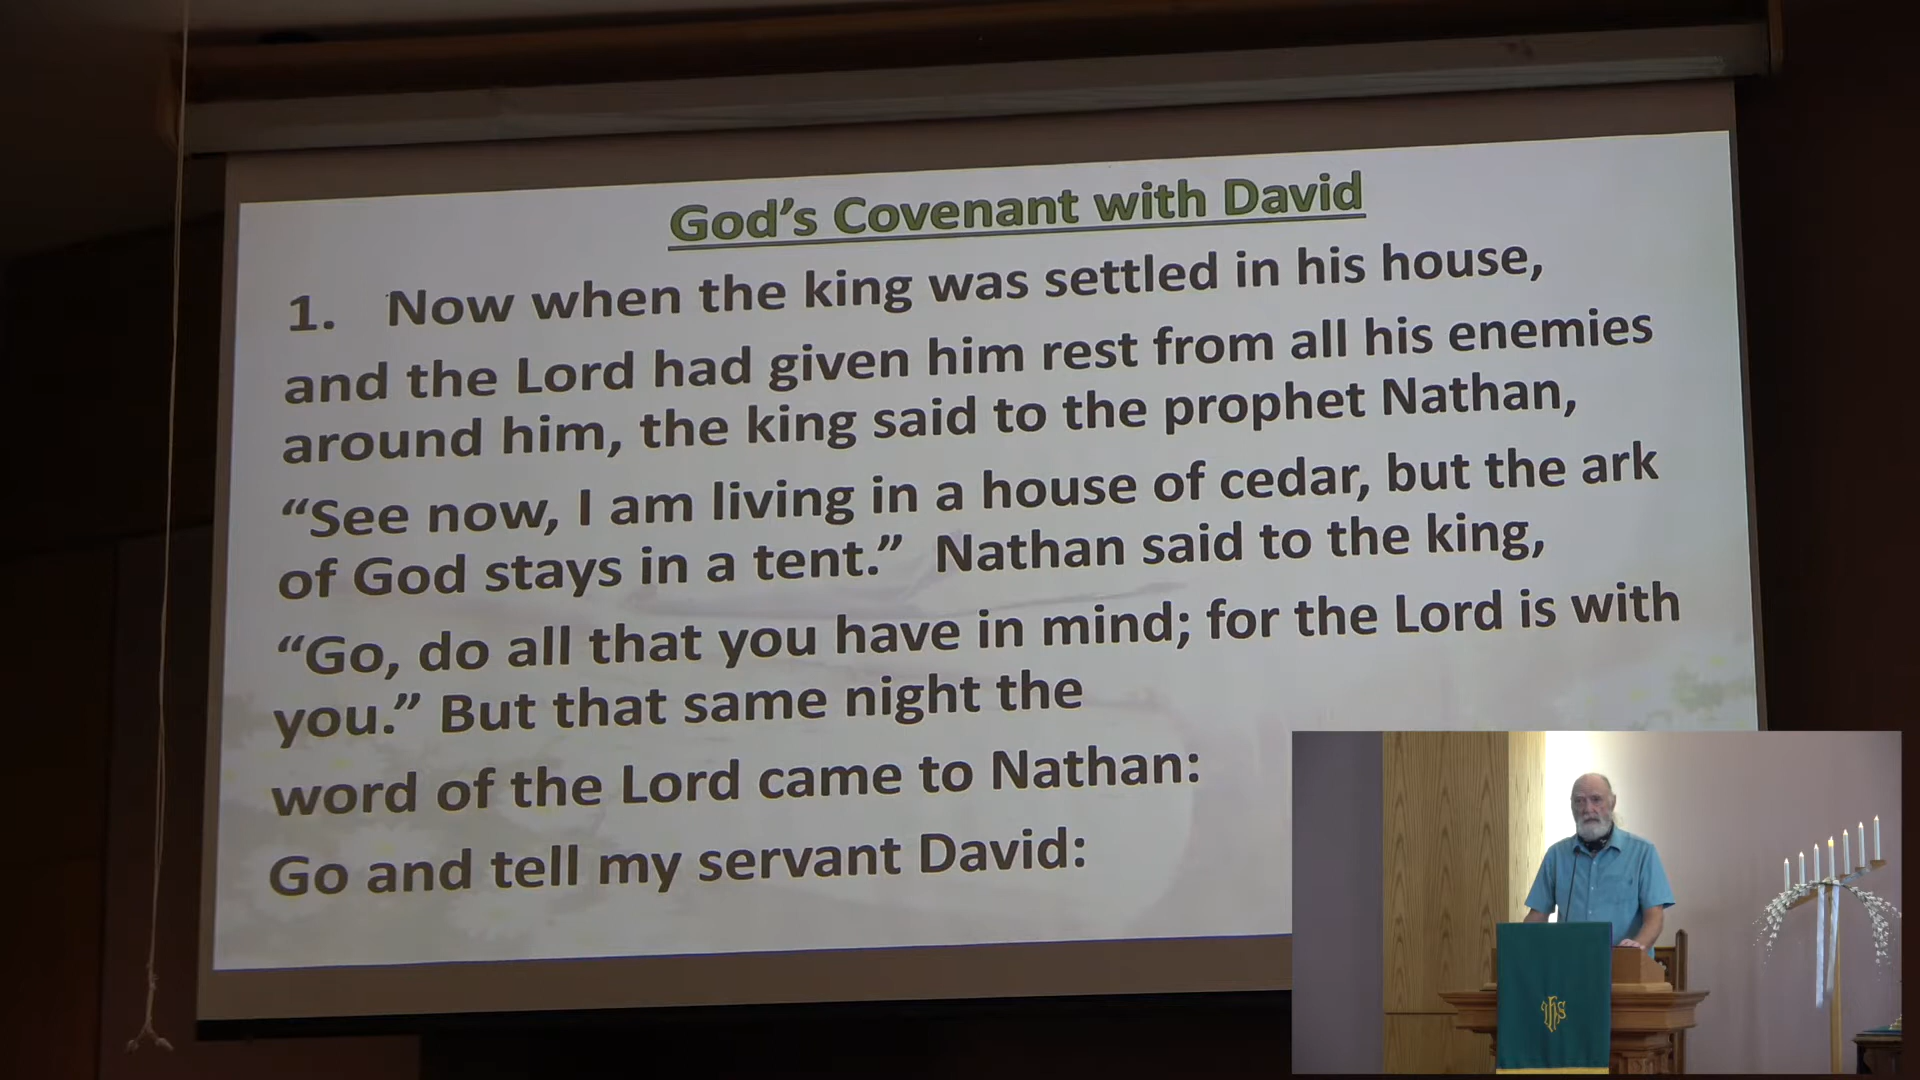 God’s Covenant with David
1. Now when the king was settled in his house,
and the Lord had given him rest from all his enemies
around him, the king said to the prophet Nathan,
“See now, I am living in a house of cedar, but the ark
of God stays in a tent.” Nathan said to the king,
“Go, do all that you have in mind; for the Lord is with
you.” But that same night the
word of the Lord came to Nathan:
Go and tell my servant David:
IHS